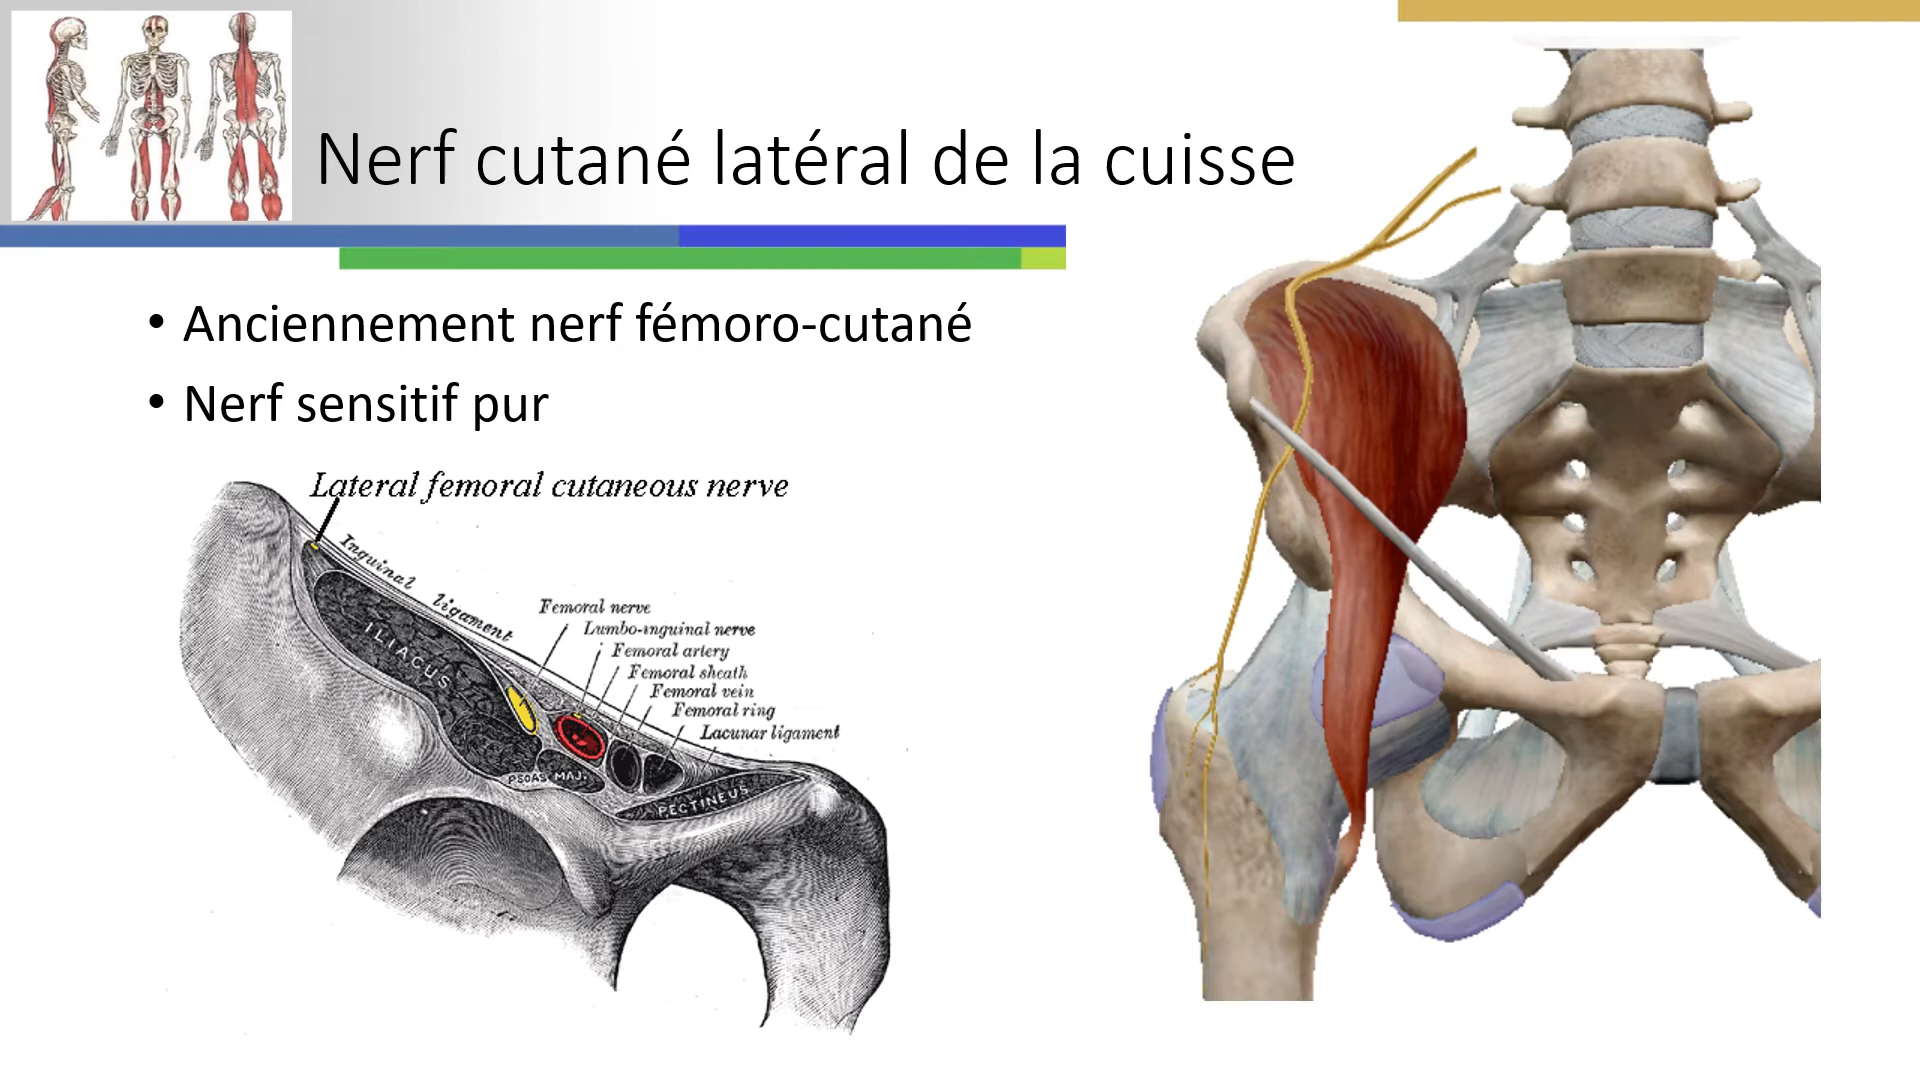 Nerf cutané latéral de la cuisse
• Anciennement nerf fémoro-cutané
• Nerf sensitif pur
Lateral femoral cutaneous nerve
Inguinal ligament
Femoral nerve
Lumbo-inguinal nerve
Femoral artery
Femoral sheath
Femoral vein
Femoral ring
Lacunar ligament
ILIACUS
PSOAS MAJ.
PECTINEUS